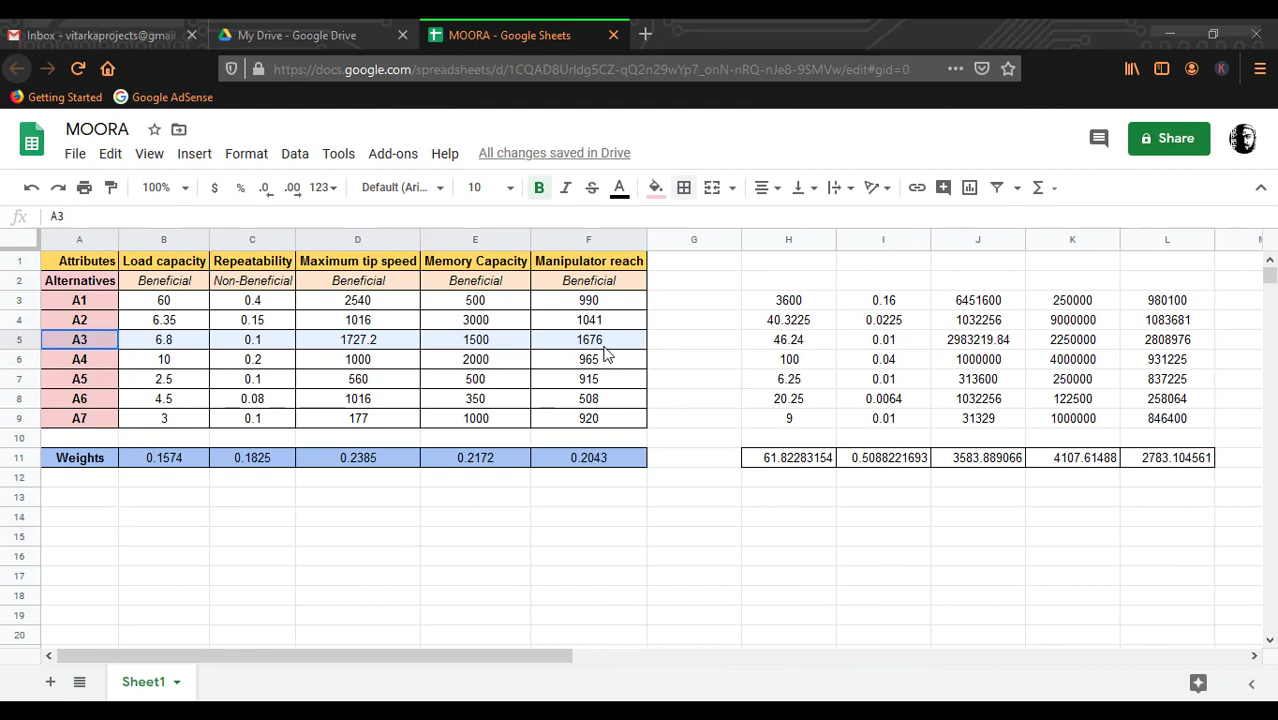 Inbox - vitarkaprojects@gmail
My Drive - Google Drive
MOORA - Google Sheets
https://docs.google.com/spreadsheets/d/1CQAD8Urldg5CZ-qQ2n29wYp7_onN-nRQ-nJe8-9SMVw/edit#gid=0
Getting Started Google AdSense
MOORA
File Edit View Insert Format Data Tools Add-ons Help All changes saved in Drive
Share
100% $ % .0 .00 123 Default (Ari... 10 B I S A
fx A3
A B C D E F G H I J K L M
1 Attributes Load capacity Repeatability Maximum tip speed Memory Capacity Manipulator reach
2 Alternatives Beneficial Non-Beneficial Beneficial Beneficial Beneficial
3 A1 60 0.4 2540 500 990 3600 0.16 6451600 250000 980100
4 A2 6.35 0.15 1016 3000 1041 40.3225 0.0225 1032256 9000000 1083681
5 A3 6.8 0.1 1727.2 1500 1676 46.24 0.01 2983219.84 2250000 2808976
6 A4 10 0.2 1000 2000 965 100 0.04 1000000 4000000 931225
7 A5 2.5 0.1 560 500 915 6.25 0.01 313600 250000 837225
8 A6 4.5 0.08 1016 350 508 20.25 0.0064 1032256 122500 258064
9 A7 3 0.1 177 1000 920 9 0.01 31329 1000000 846400
10
11 Weights 0.1574 0.1825 0.2385 0.2172 0.2043 61.82283154 0.5088221693 3583.889066 4107.61488 2783.104561
12
13
14
15
16
17
18
19
20
Sheet1